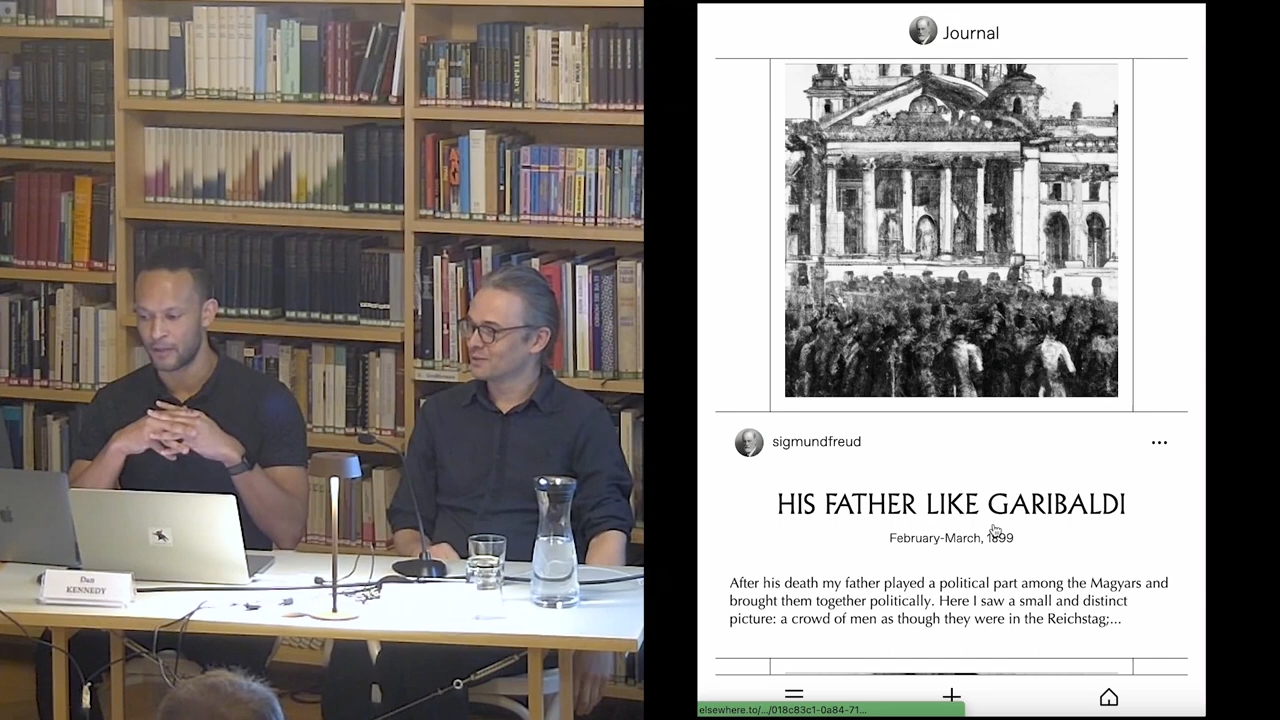 Journal
sigmundfreud
HIS FATHER LIKE GARIBALDI
February-March, 1899
After his death my father played a political part among the Magyars and
brought them together politically. Here I saw a small and distinct
picture: a crowd of men as though they were in the Reichstag;...
elsewhere.to/.../018c83c1-0a84-71...
Dan
KENNEDY